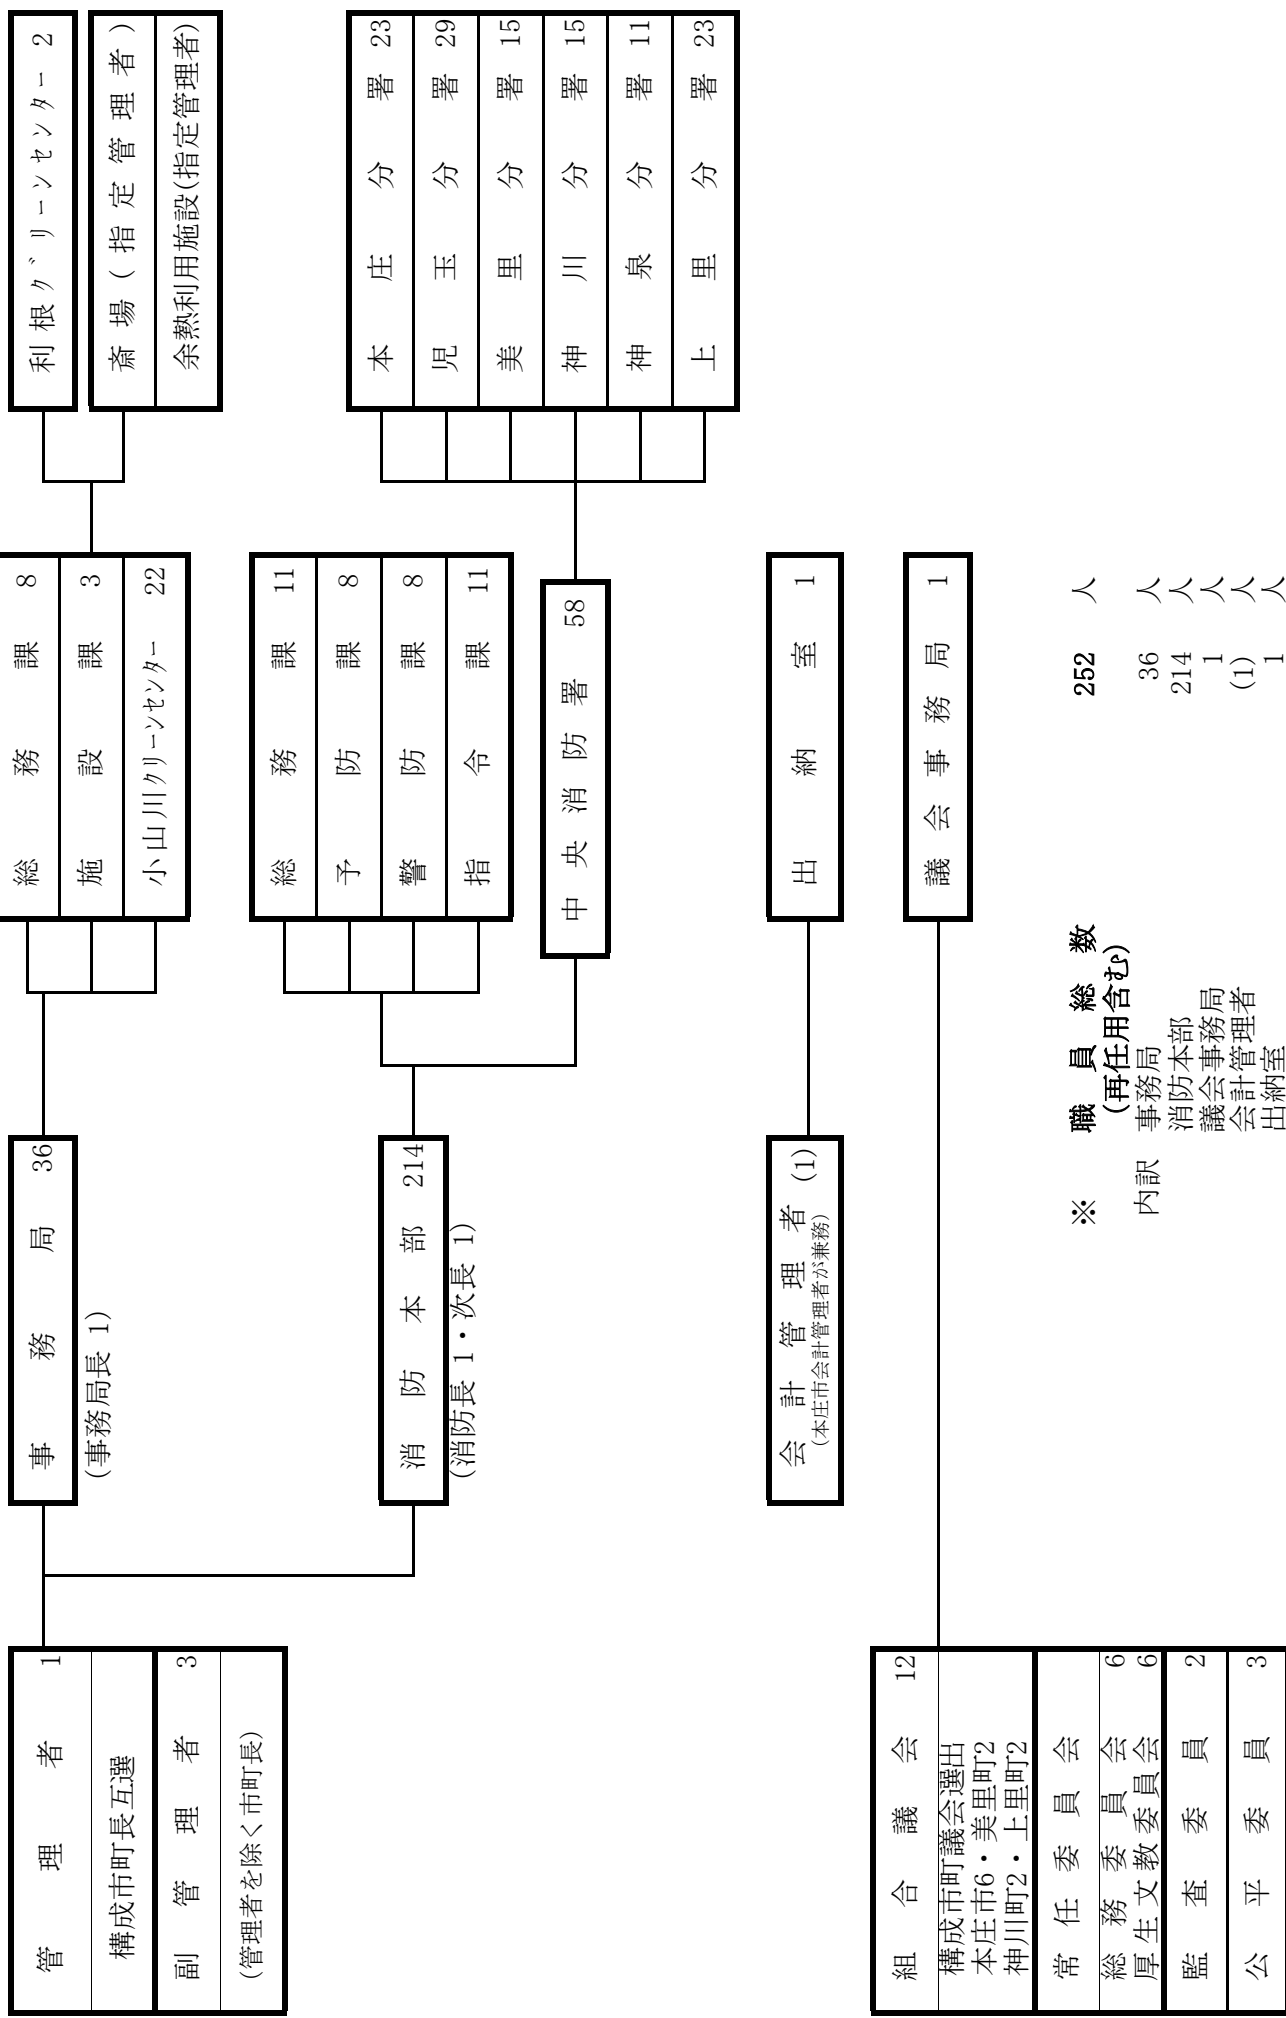 管理者 1
構成市町長互選
副管理者 3
(管理者を除く市町長)
事務局 36
(事務局長 1)
総務課 8
施設課 3
小山川クリーンセンター 22
利根グリーンセンター 2
斎場(指定管理者)
余熱利用施設(指定管理者)
消防本部 214
(消防長 1・次長 1)
総務課 11
予防課 8
警防課 8
指令課 11
中央消防署 58
本庄分署 23
児玉分署 29
美里分署 15
神川分署 15
神泉分署 11
上里分署 23
会計管理者 (1)
(本庄市会計管理者が兼務)
出納室 1
組合議会 12
構成市町議会選出
本庄市6・美里町2
神川町2・上里町2
常任委員会
総務委員会 6
厚生文教委員会 6
監査委員 2
公平委員 3
議会事務局 1
※ 職員総数 252 人
(再任用含む)
内訳 事務局 36 人
消防本部 214 人
議会事務局 1 人
会計管理者 (1) 人
出納室 1 人